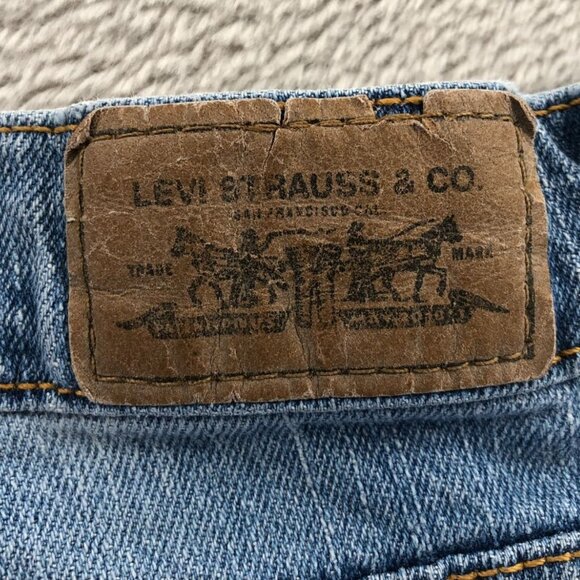 LEVI STRAUSS & CO.
SAN FRANCISCO CAL.
TRADE MARK